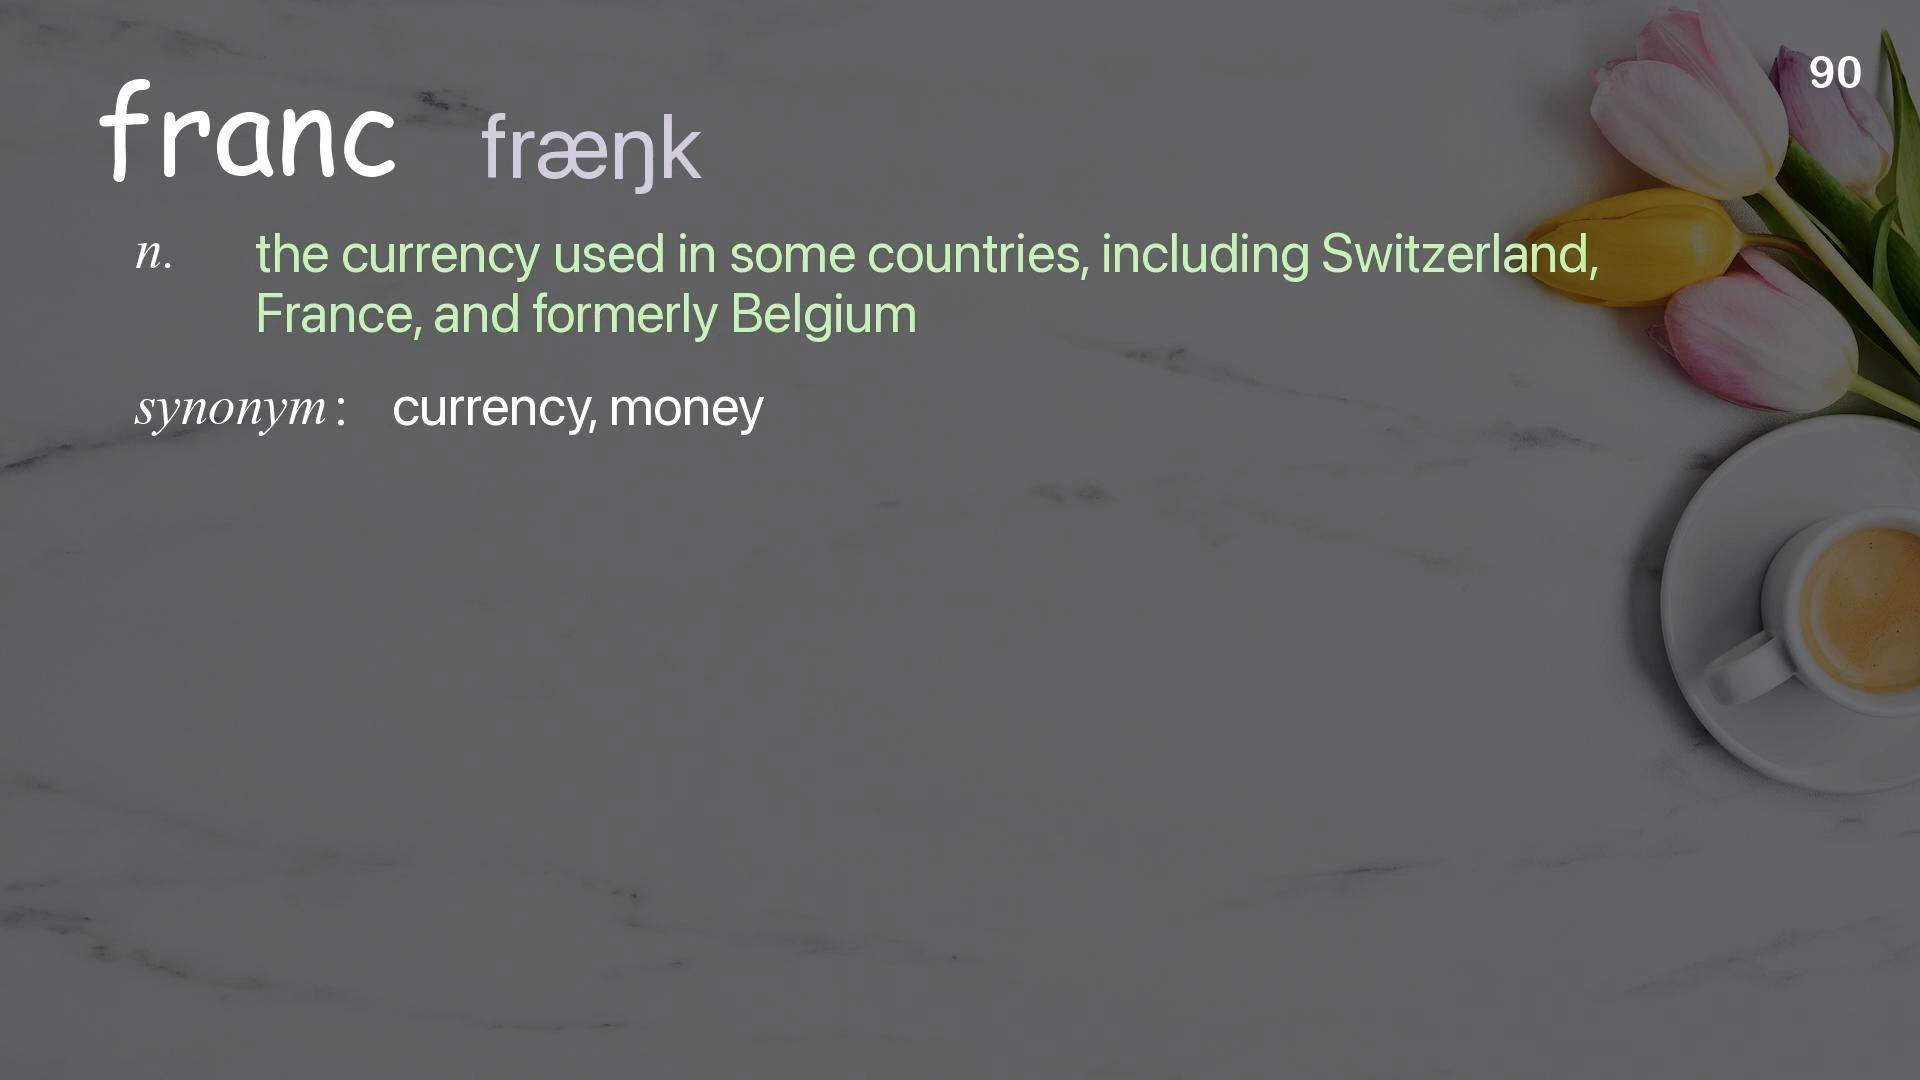 90
franc fræŋk
n. the currency used in some countries, including Switzerland,
France, and formerly Belgium
synonym: currency, money